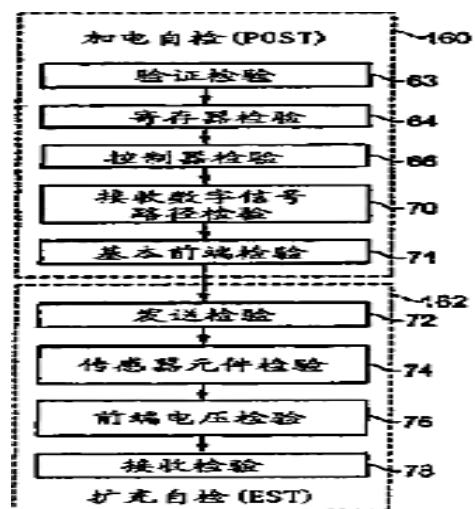 加电自检(POST)
160
验证检验
63
寄存器检验
64
控制器检验
66
接收数字信号
路径检验
70
基本前端检验
71
162
发送检验
72
传感器元件检验
74
前端电压检验
76
接收检验
78
扩充自检(EST)